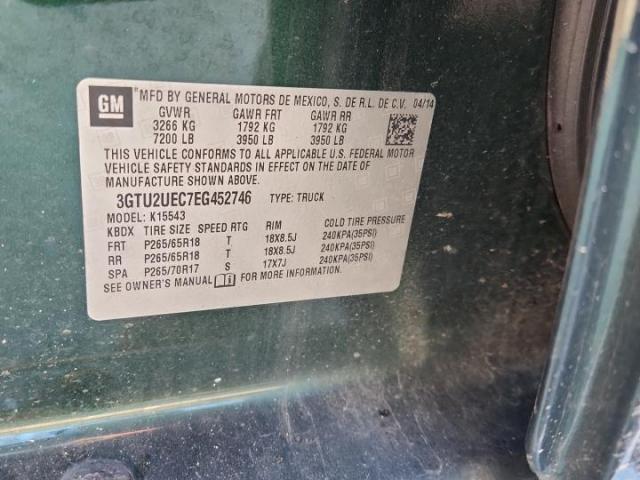 GM
MFD BY GENERAL MOTORS DE MEXICO, S. DE R.L. DE C.V. 04/14
GVWR GAWR FRT GAWR RR
3266 KG 1792 KG 1792 KG
7200 LB 3950 LB 3950 LB
THIS VEHICLE CONFORMS TO ALL APPLICABLE U.S. FEDERAL MOTOR
VEHICLE SAFETY STANDARDS IN EFFECT ON THE DATE OF
MANUFACTURE SHOWN ABOVE.
3GTU2UEC7EG452746 TYPE: TRUCK
MODEL: K15543
KBDX TIRE SIZE SPEED RTG RIM COLD TIRE PRESSURE
FRT P265/65R18 T 18X8.5J 240KPA(35PSI)
RR P265/65R18 T 18X8.5J 240KPA(35PSI)
SPA P265/70R17 S 17X7J 240KPA(35PSI)
SEE OWNER'S MANUAL FOR MORE INFORMATION.